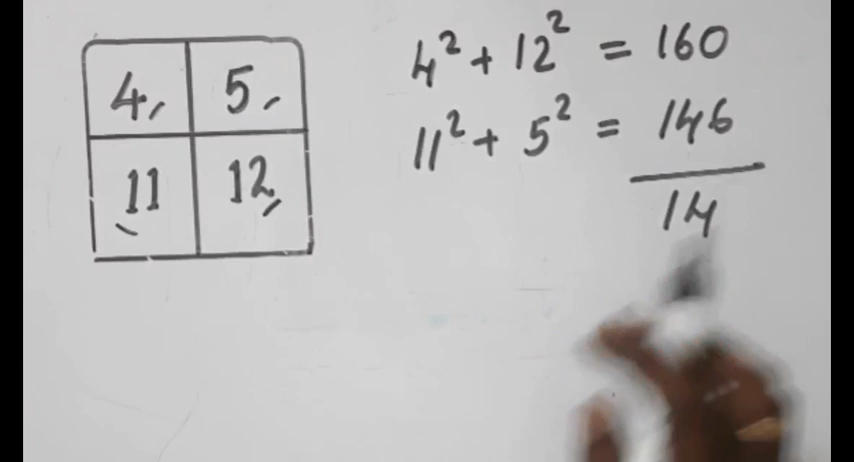 4, 5,
11 12
4² + 12² = 160
11² + 5² = 146
14